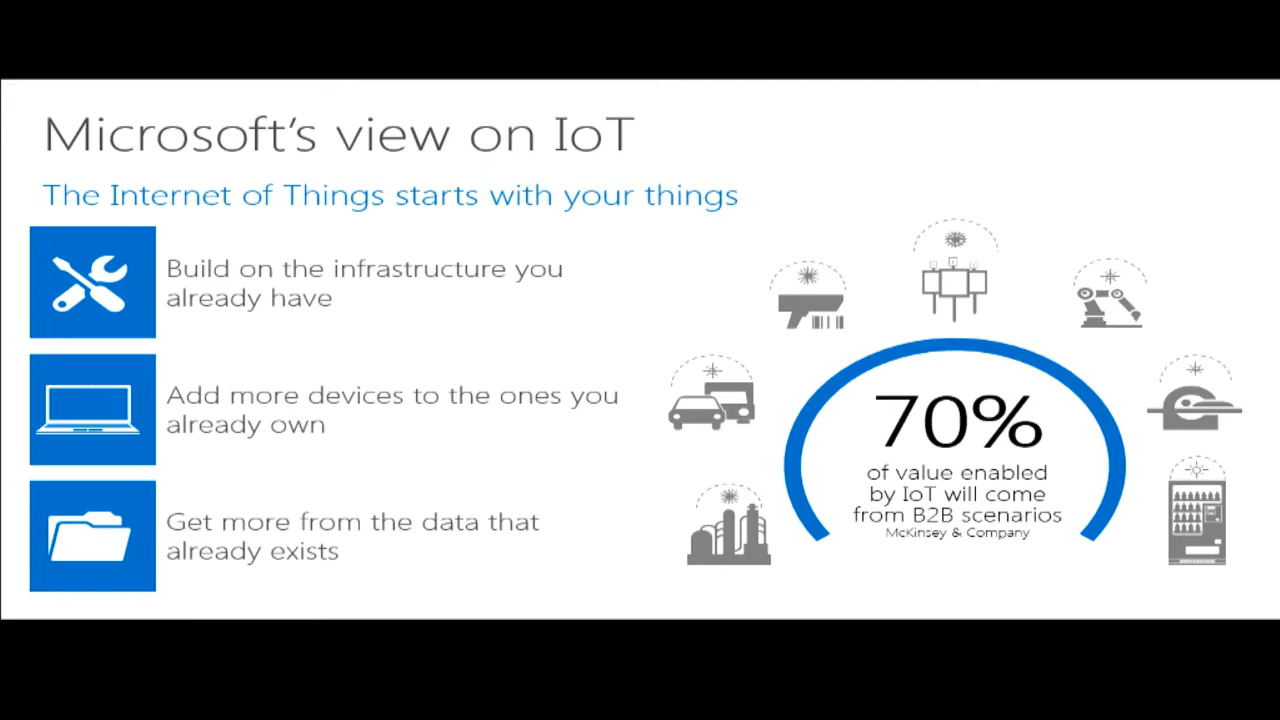 Microsoft's view on IoT
The Internet of Things starts with your things
Build on the infrastructure you
already have
Add more devices to the ones you
already own
Get more from the data that
already exists
70%
of value enabled
by IoT will come
from B2B scenarios
McKinsey & Company